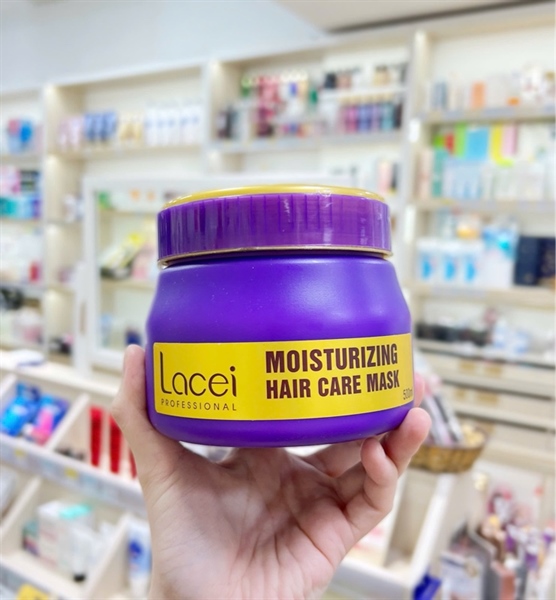 Lacei
PROFESSIONAL
MOISTURIZING
HAIR CARE MASK